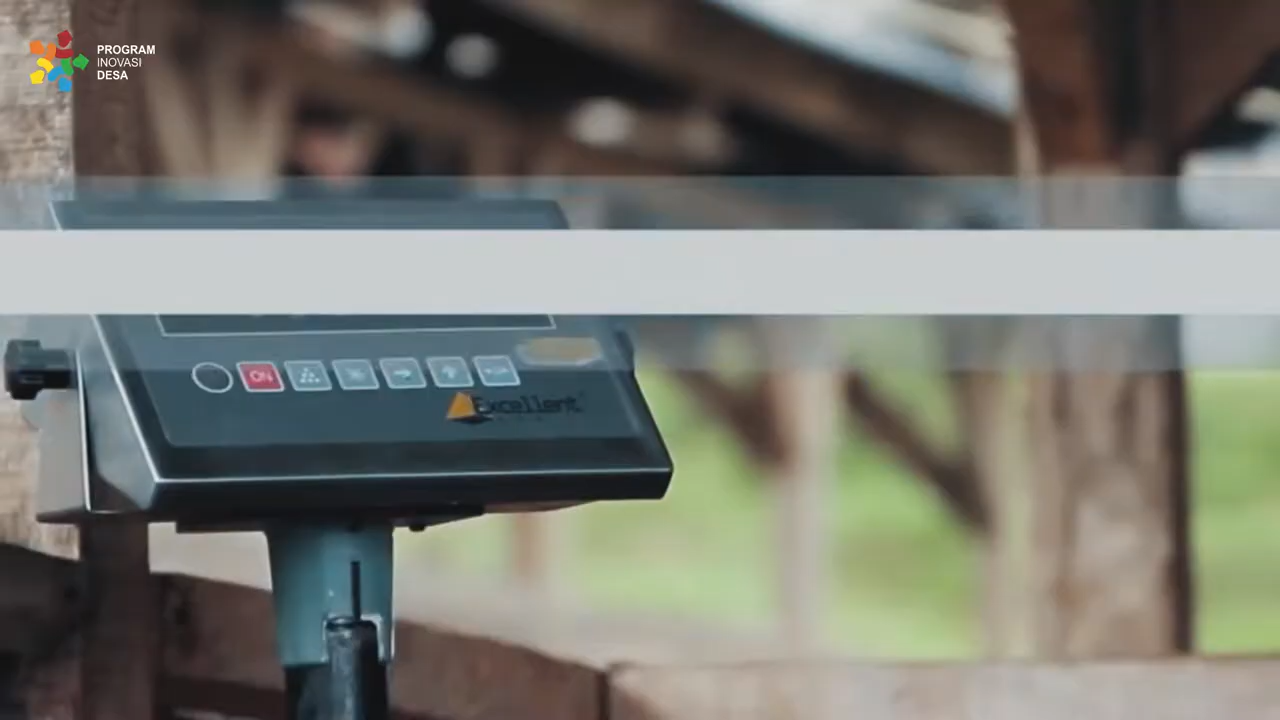 PROGRAM
INOVASI
DESA
ON
Excellent